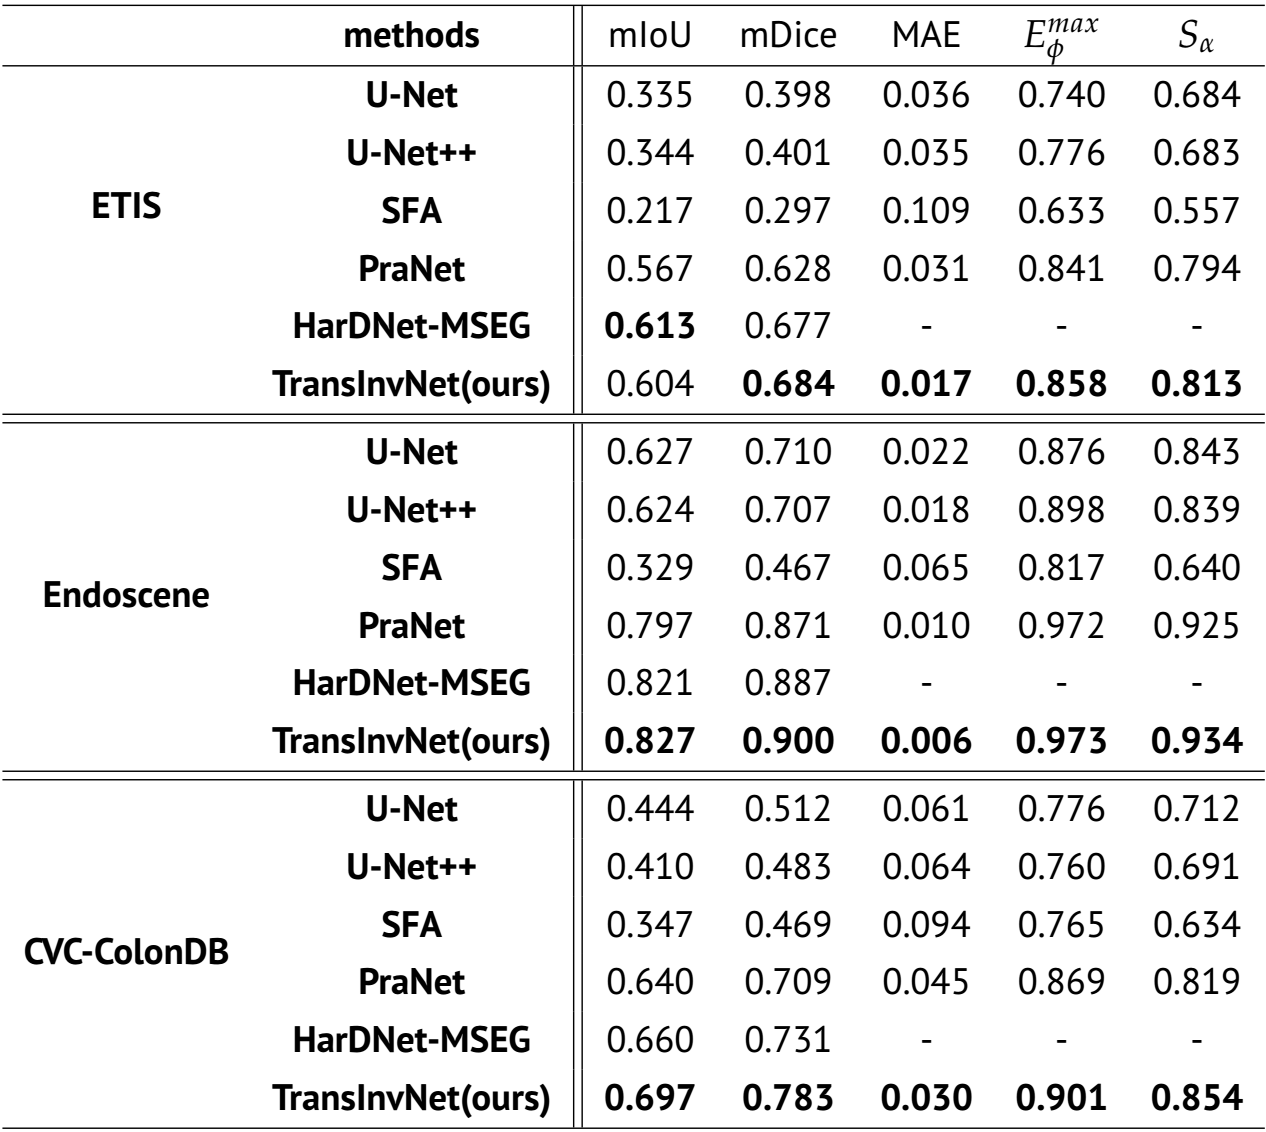 methods mIoU mDice MAE E_ϕ^max S_α
U-Net 0.335 0.398 0.036 0.740 0.684
U-Net++ 0.344 0.401 0.035 0.776 0.683
ETIS
SFA 0.217 0.297 0.109 0.633 0.557
PraNet 0.567 0.628 0.031 0.841 0.794
HarDNet-MSEG 0.613 0.677 - - -
TransInvNet(ours) 0.604 0.684 0.017 0.858 0.813
U-Net 0.627 0.710 0.022 0.876 0.843
U-Net++ 0.624 0.707 0.018 0.898 0.839
SFA 0.329 0.467 0.065 0.817 0.640
Endoscene
PraNet 0.797 0.871 0.010 0.972 0.925
HarDNet-MSEG 0.821 0.887 - - -
TransInvNet(ours) 0.827 0.900 0.006 0.973 0.934
U-Net 0.444 0.512 0.061 0.776 0.712
U-Net++ 0.410 0.483 0.064 0.760 0.691
SFA 0.347 0.469 0.094 0.765 0.634
CVC-ColonDB
PraNet 0.640 0.709 0.045 0.869 0.819
HarDNet-MSEG 0.660 0.731 - - -
TransInvNet(ours) 0.697 0.783 0.030 0.901 0.854